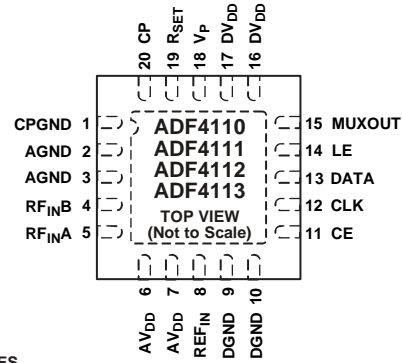 20 CP
19 RSET
18 VP
17 DVDD
16 DVDD
CPGND 1
AGND 2
AGND 3
RFINB 4
RFINA 5
ADF4110
ADF4111
ADF4112
ADF4113
TOP VIEW
(Not to Scale)
15 MUXOUT
14 LE
13 DATA
12 CLK
11 CE
AVDD 6
AVDD 7
REFIN 8
DGND 9
DGND 10